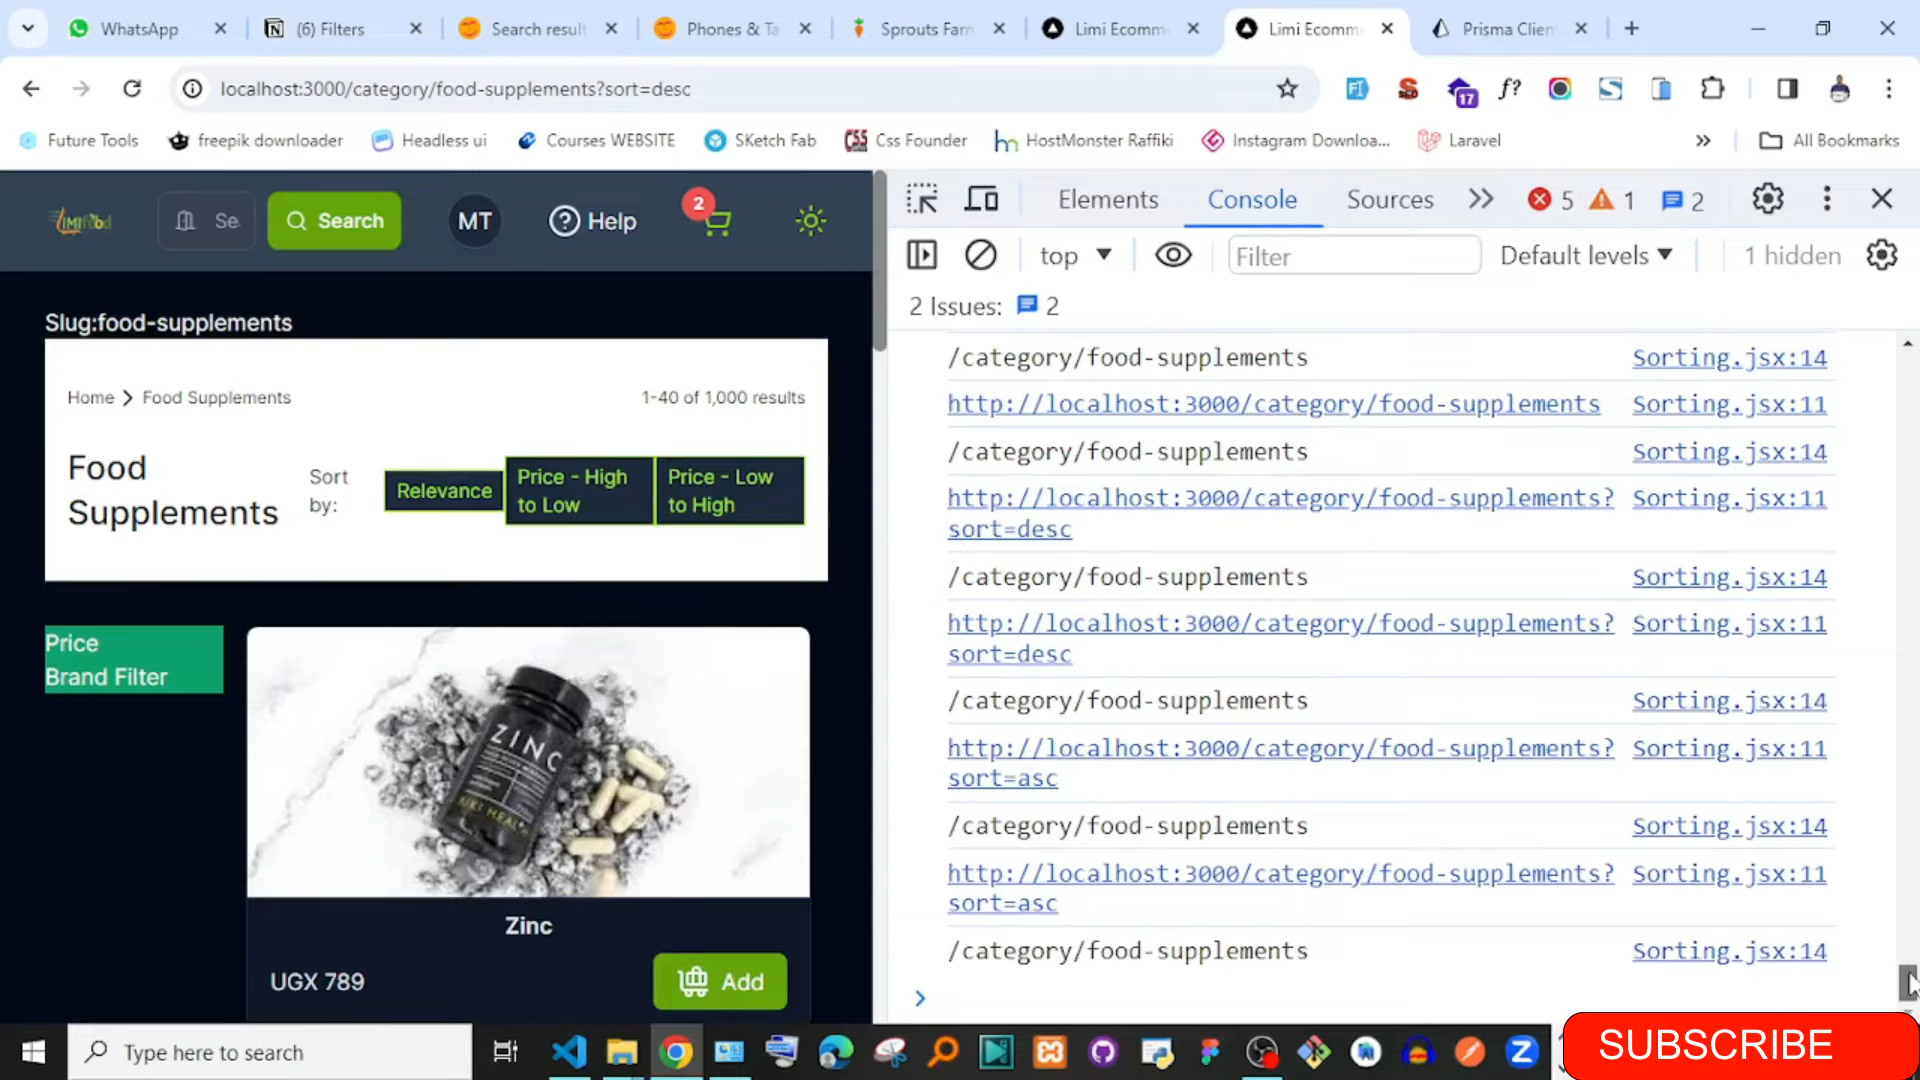 WhatsApp
(6) Filters
Search result
Phones & Ta
Sprouts Farm
Limi Ecomm
Limi Ecomm
Prisma Clien
localhost:3000/category/food-supplements?sort=desc
17
f?
Future Tools
freepik downloader
Headless ui
Courses WEBSITE
SKetch Fab
Css Founder
HostMonster Raffiki
Instagram Downloa...
Laravel
All Bookmarks
LIMIFOOD
Se
Search
MT
Help
2
Elements
Console
Sources
5
1
2
top
Filter
Default levels
1 hidden
2 Issues: 2
Slug:food-supplements
Home > Food Supplements
1-40 of 1,000 results
Food
Supplements
Sort
by:
Relevance
Price - High
to Low
Price - Low
to High
Price
Brand Filter
ZINC
Zinc
UGX 789
Add
/category/food-supplements Sorting.jsx:14
http://localhost:3000/category/food-supplements Sorting.jsx:11
/category/food-supplements Sorting.jsx:14
http://localhost:3000/category/food-supplements? Sorting.jsx:11
sort=desc
/category/food-supplements Sorting.jsx:14
http://localhost:3000/category/food-supplements? Sorting.jsx:11
sort=desc
/category/food-supplements Sorting.jsx:14
http://localhost:3000/category/food-supplements? Sorting.jsx:11
sort=asc
/category/food-supplements Sorting.jsx:14
http://localhost:3000/category/food-supplements? Sorting.jsx:11
sort=asc
/category/food-supplements Sorting.jsx:14
Type here to search
SUBSCRIBE